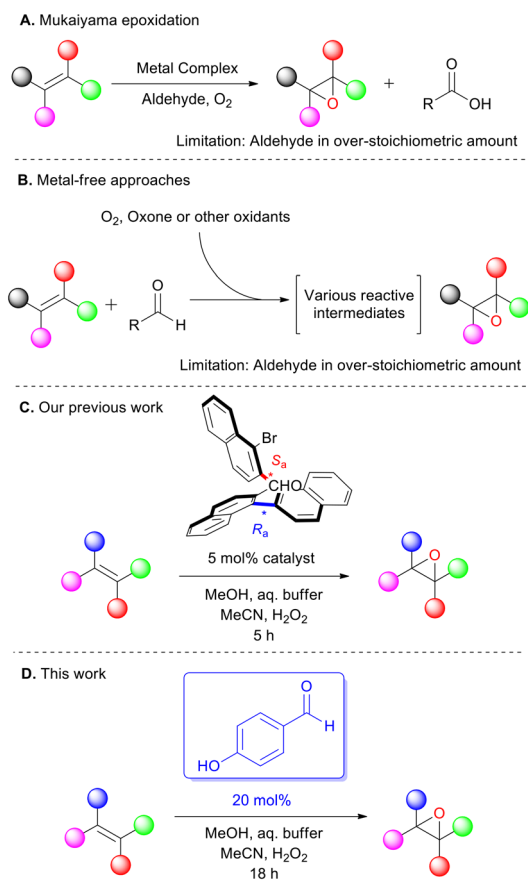 A. Mukaiyama epoxidation
Metal Complex
Aldehyde, O2
O
+
O
R
OH
Limitation: Aldehyde in over-stoichiometric amount
B. Metal-free approaches
O2, Oxone or other oxidants
+
O
R
H
Various reactive
intermediates
O
Limitation: Aldehyde in over-stoichiometric amount
C. Our previous work
Br
Sa
*
CHO
*
Ra
5 mol% catalyst
MeOH, aq. buffer
MeCN, H2O2
5 h
O
D. This work
O
H
HO
20 mol%
MeOH, aq. buffer
MeCN, H2O2
18 h
O